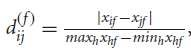 d_{ij}^{(f)} = \frac{|x_{if} - x_{jf}|}{max_h x_{hf} - min_h x_{hf}},